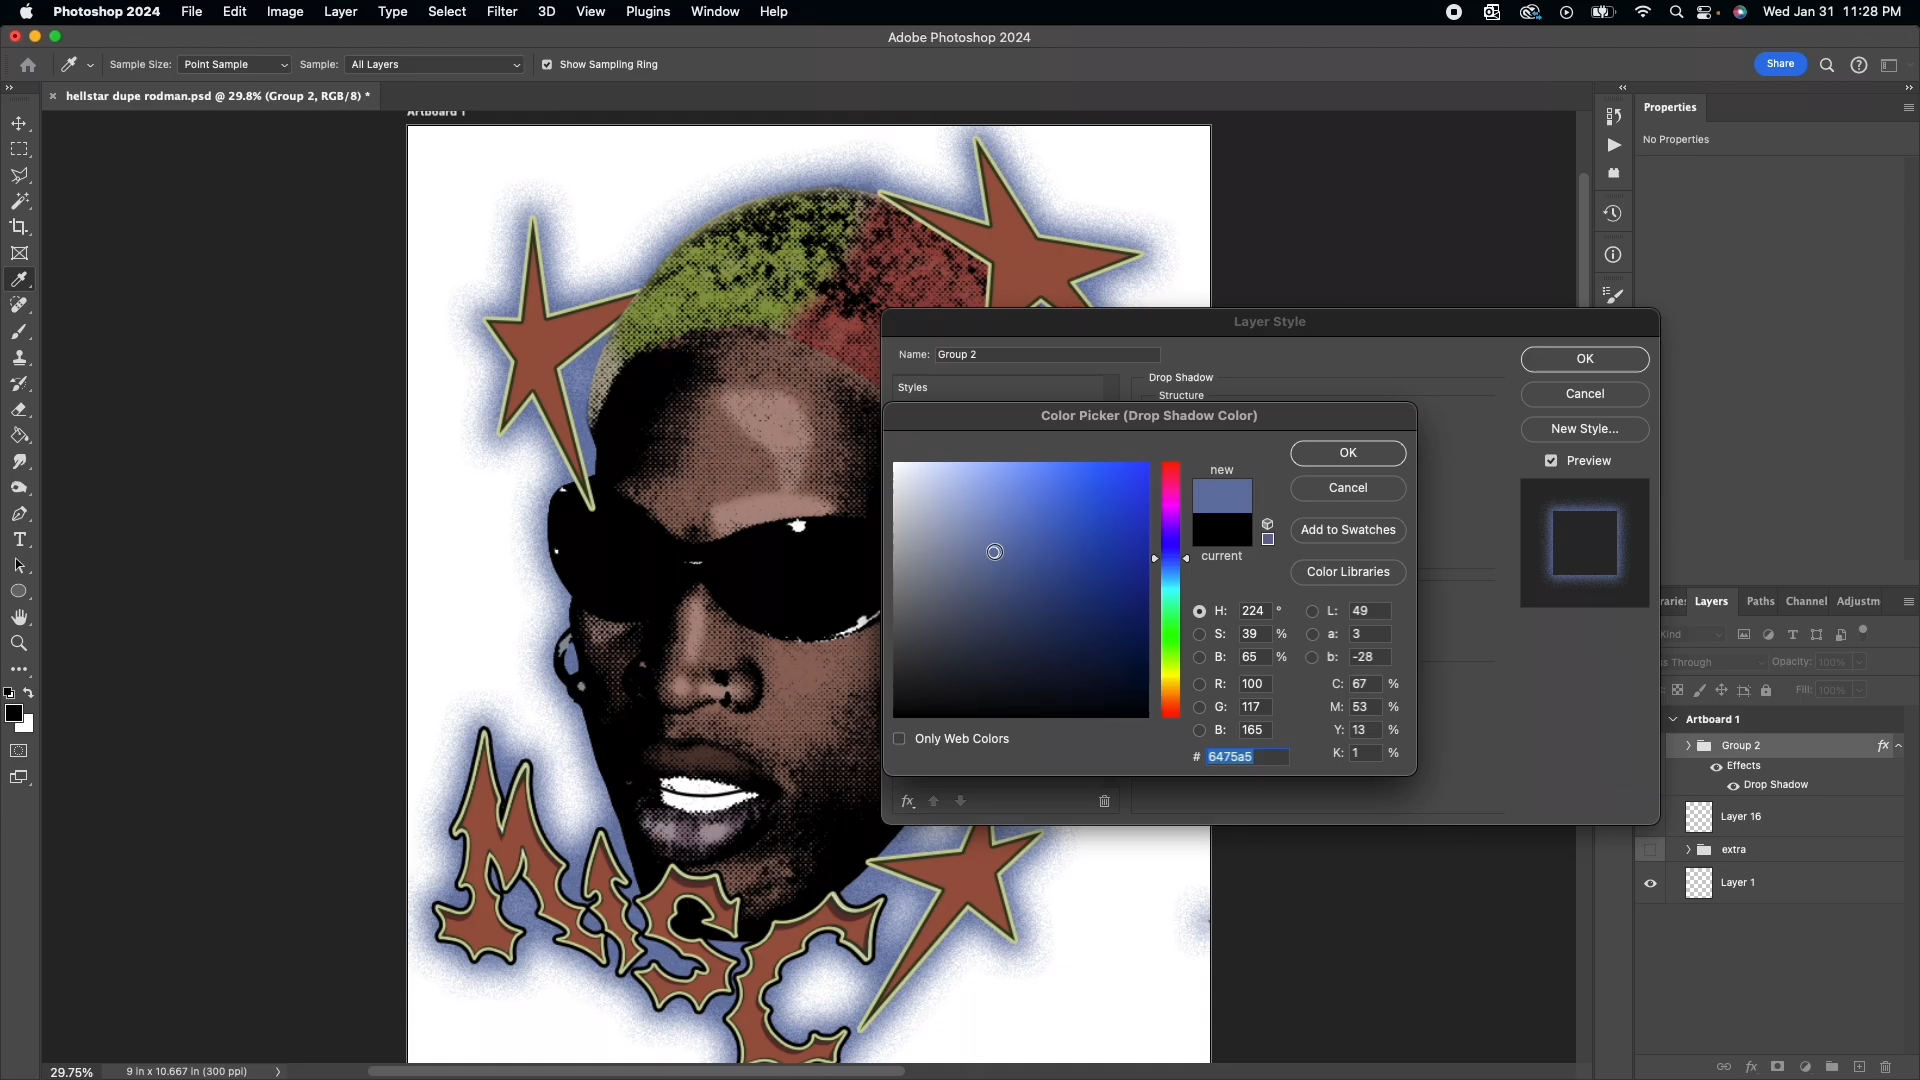 Photoshop 2024 File Edit Image Layer Type Select Filter 3D View Plugins Window Help Wed Jan 31 11:28 PM
Adobe Photoshop 2024
Sample Size: Point Sample Sample: All Layers Show Sampling Ring Share
hellstar dupe rodman.psd @ 29.8% (Group 2, RGB/8) *
Artboard 1
Properties
No Properties
Layer Style
Name: Group 2
OK
Styles
Drop Shadow
Structure
Cancel
New Style...
Preview
Color Picker (Drop Shadow Color)
new
current
OK
Cancel
Add to Swatches
Color Libraries
H: 224 ° L: 49
S: 39 % a: 3
B: 65 % b: -28
R: 100 C: 67 %
G: 117 M: 53 %
B: 165 Y: 13 %
# 6475a5 K: 1 %
Only Web Colors
fx
Layers Paths Channel Adjustm
Kind
Through Opacity: 100%
Fill: 100%
Artboard 1
Group 2 fx
Effects
Drop Shadow
Layer 16
extra
Layer 1
MISC
29.75% 9 in x 10.667 in (300 ppi)
fx